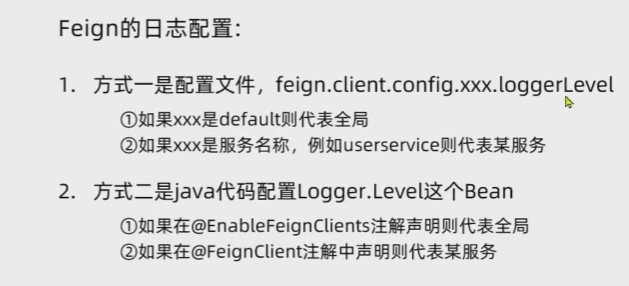 Feign的日志配置：
1. 方式一是配置文件，feign.client.config.xxx.loggerLevel
①如果xxx是default则代表全局
②如果xxx是服务名称，例如userservice则代表某服务
2. 方式二是java代码配置Logger.Level这个Bean
①如果在@EnableFeignClients注解声明则代表全局
②如果在@FeignClient注解中声明则代表某服务